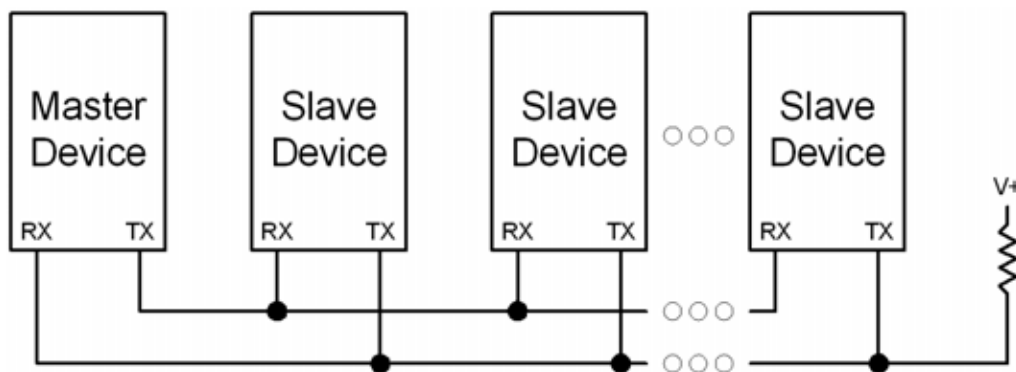 Master
Device
Slave
Device
Slave
Device
Slave
Device
V+
RX TX
RX TX
RX TX
RX TX